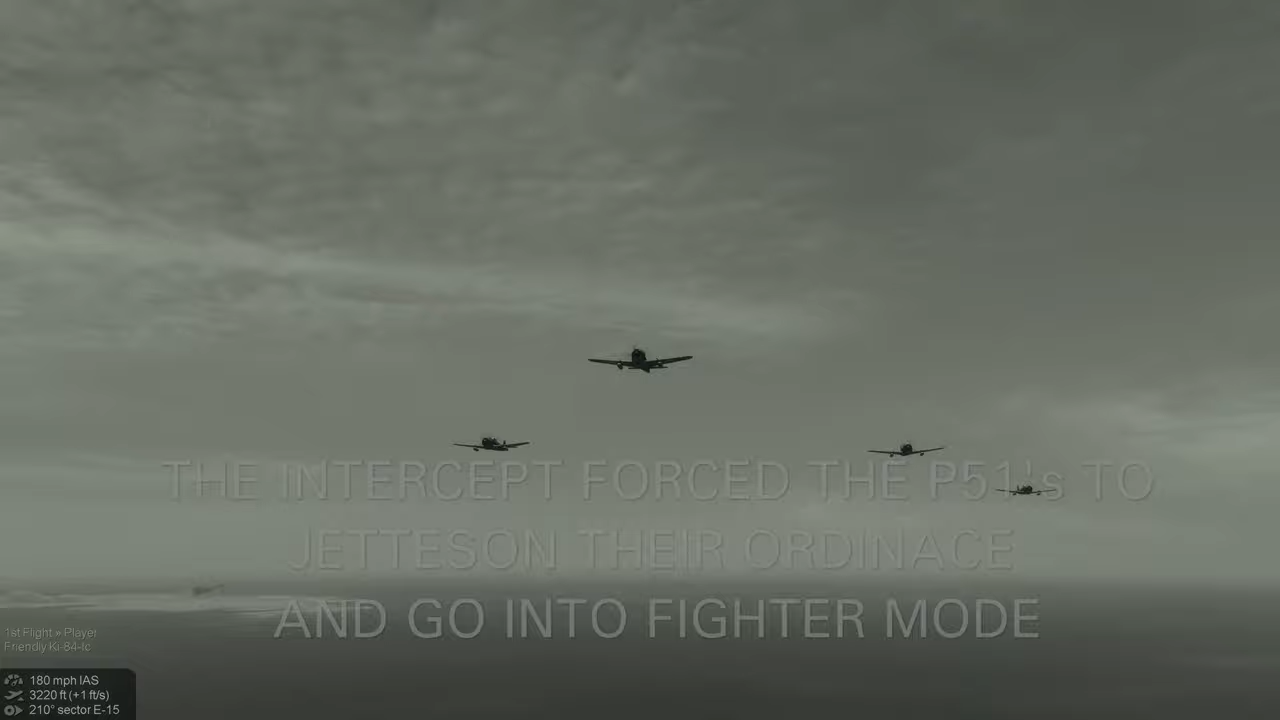 THE INTERCEPT FORCED THE P51's TO
JETTESON THEIR ORDINACE
AND GO INTO FIGHTER MODE
1st Flight » Player
Friendly Ki-84-Ic
180 mph IAS
3220 ft (+1 ft/s)
210° sector E-15